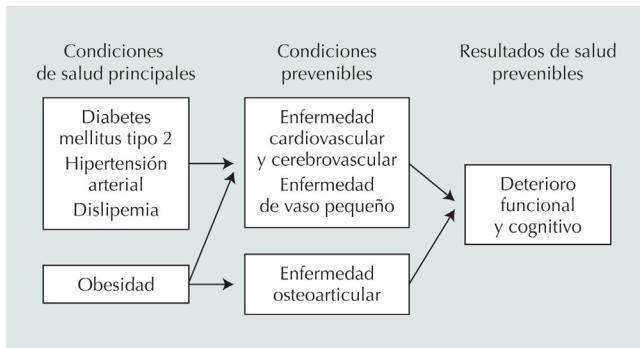 Condiciones
de salud principales
Condiciones
prevenibles
Resultados de salud
prevenibles
Diabetes
mellitus tipo 2
Hipertensión
arterial
Dislipemia
Obesidad
Enfermedad
cardiovascular
y cerebrovascular
Enfermedad
de vaso pequeño
Enfermedad
osteoarticular
Deterioro
funcional
y cognitivo